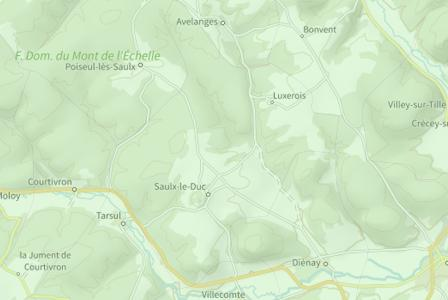 Avelanges
Bonvent
F. Dom. du Mont de l'Échelle
Poiseul-lès-Saulx
Luxerois
Villey-sur-Tille
Courtivron
Saulx-le-Duc
Moloy
Tarsul
la Jument de
Courtivron
Diénay
Villecomte